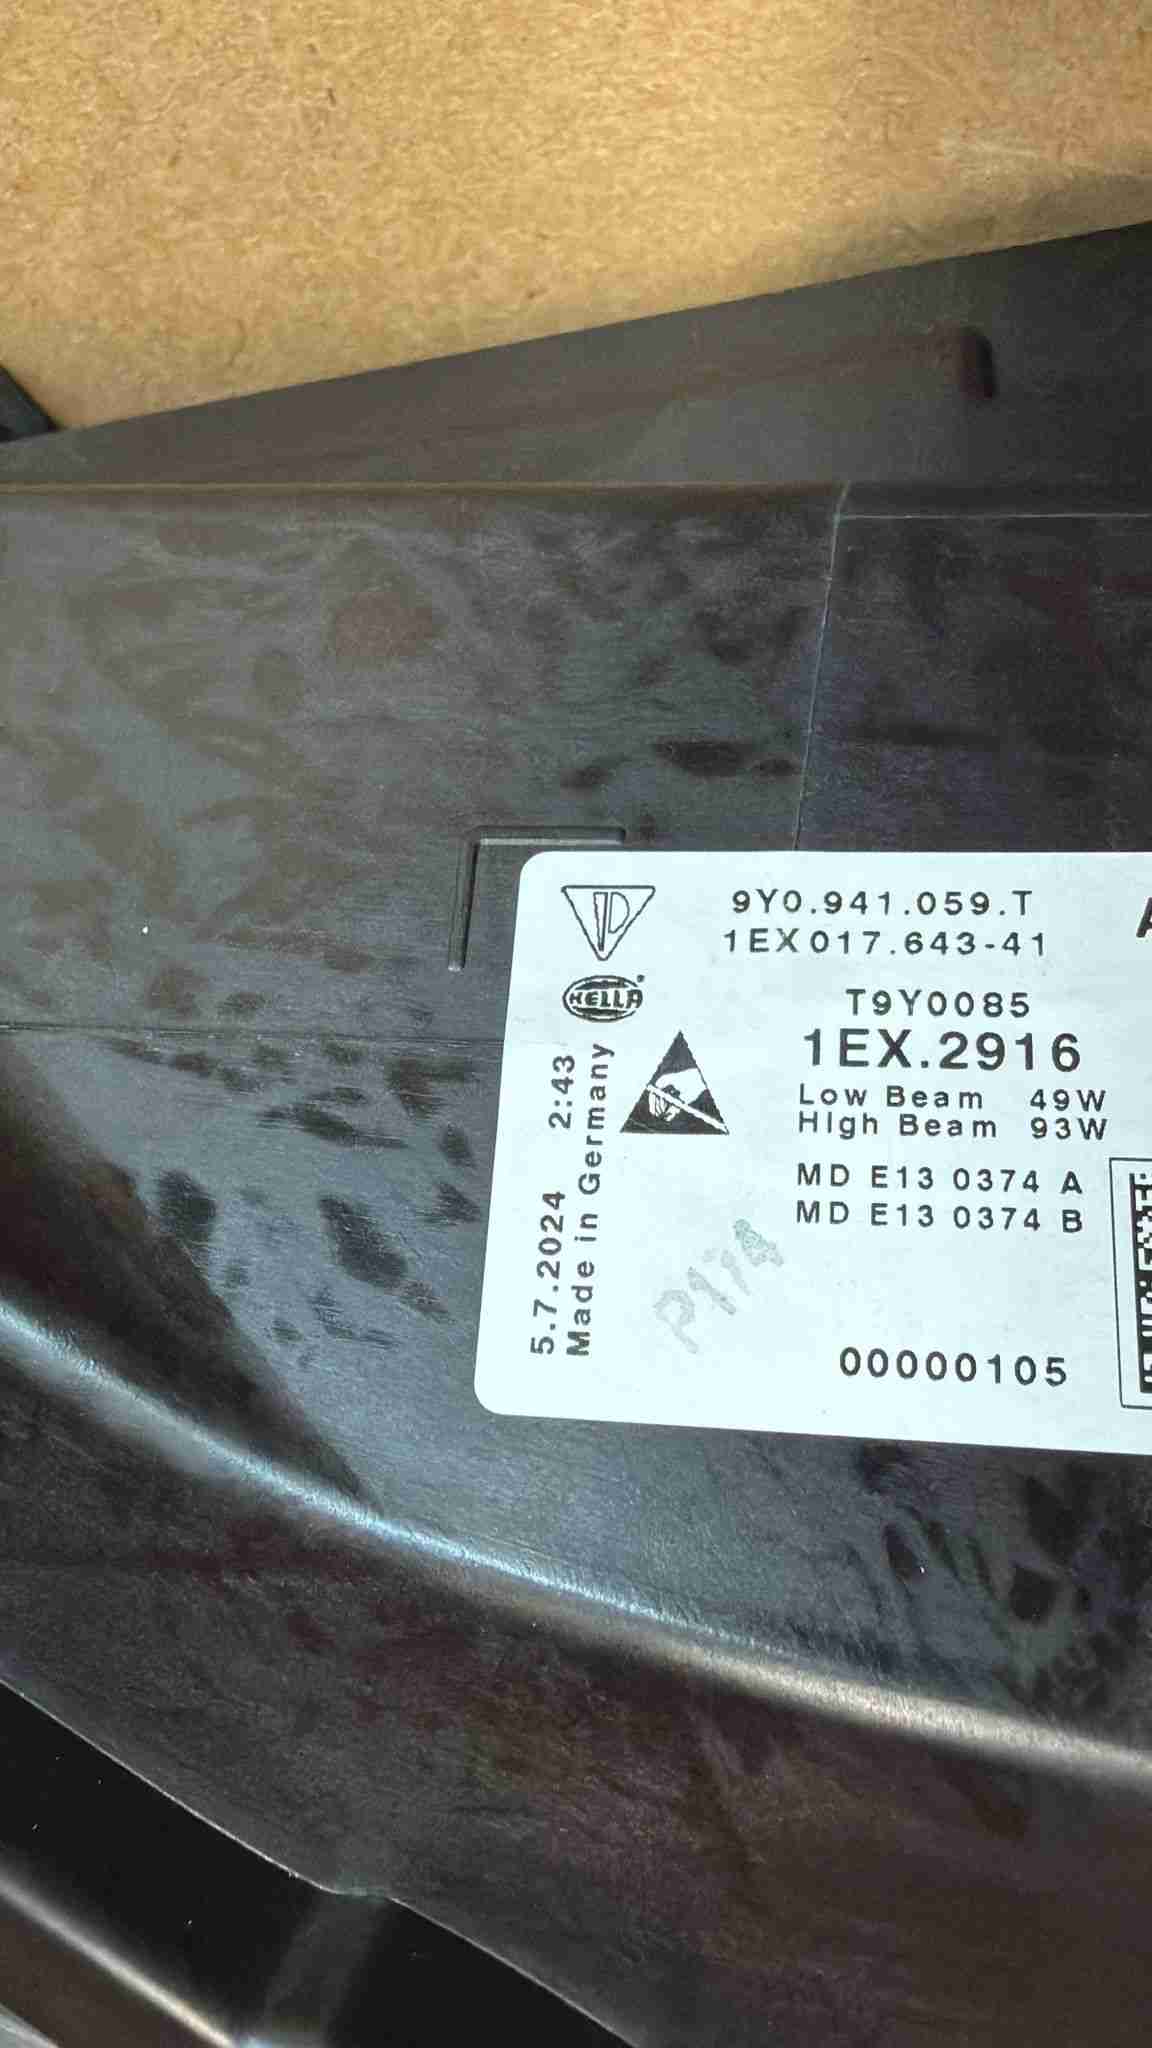 9Y0.941.059.T
1EX017.643-41
HELLA
T9Y0085
1EX.2916
Low Beam 49W
High Beam 93W
MD E13 0374 A
MD E13 0374 B
5.7.2024 2:43
Made in Germany
00000105